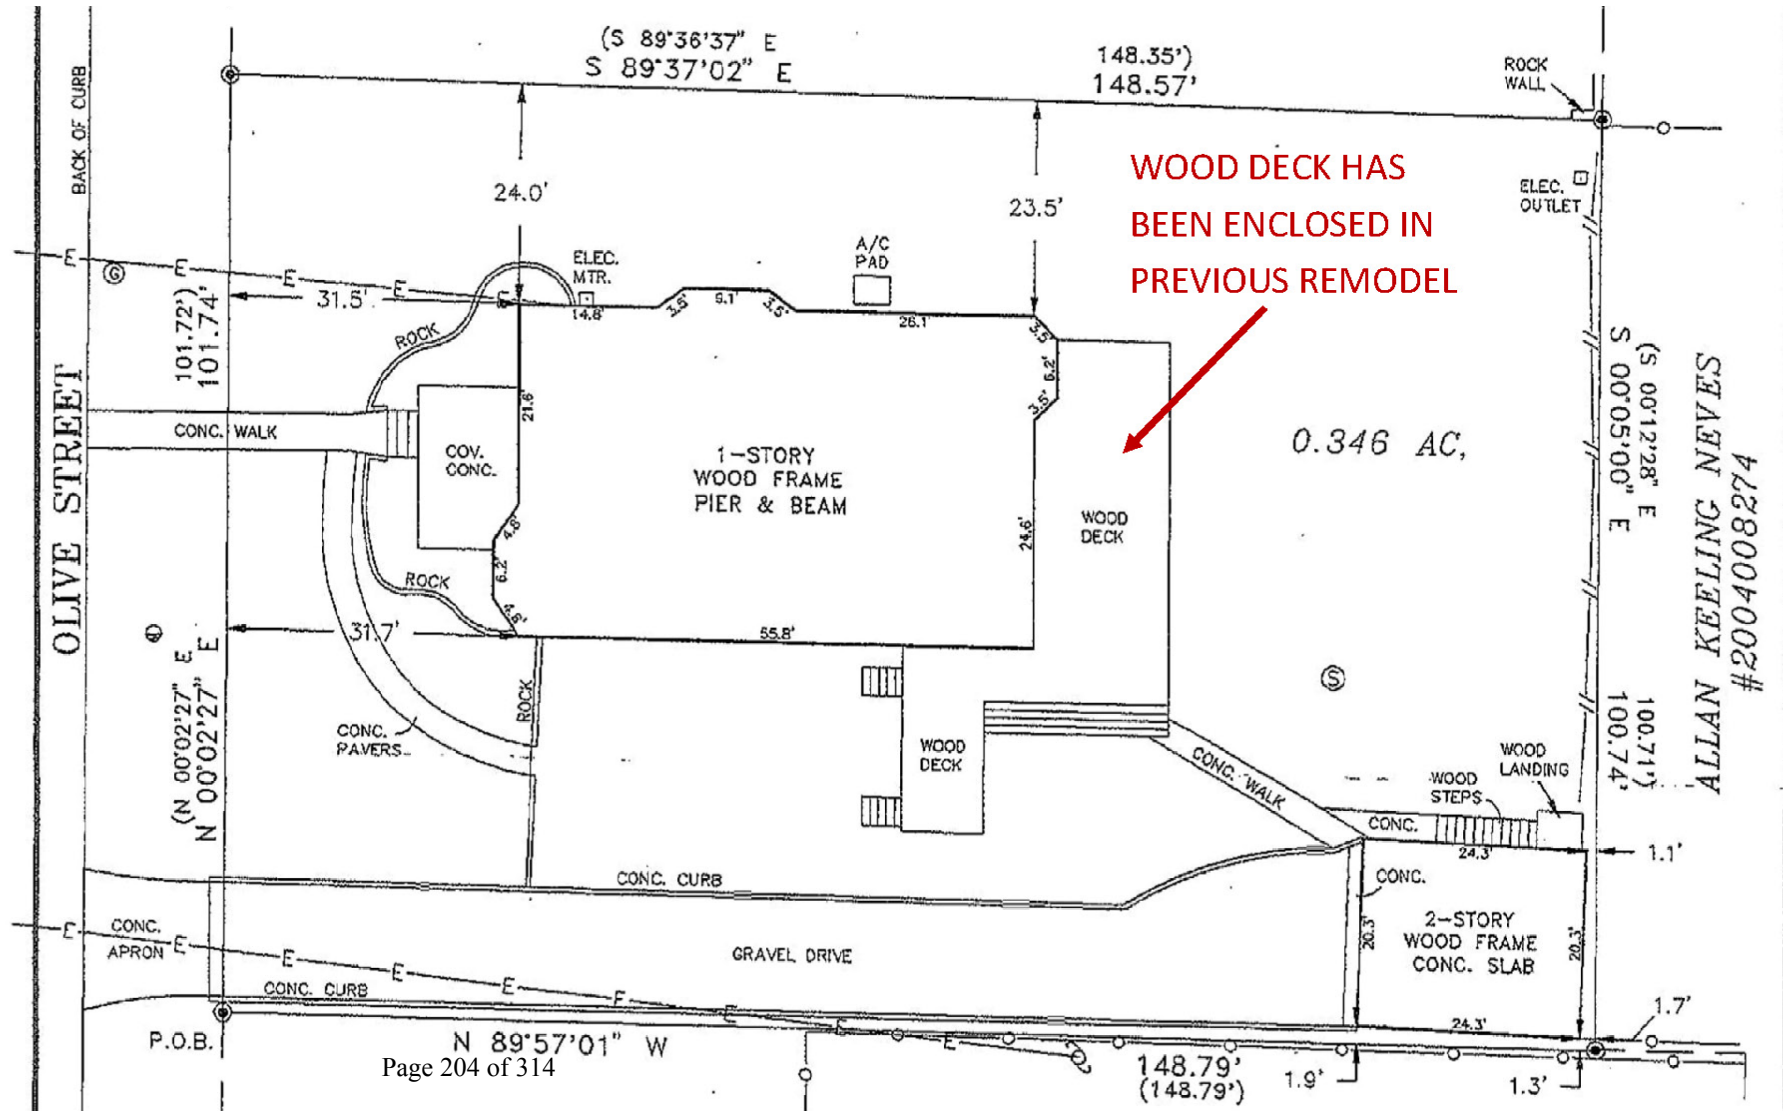 (S 89°36'37" E
148.35')
S 89°37'02" E
148.57'
ROCK
WALL
BACK OF CURB
WOOD DECK HAS
BEEN ENCLOSED IN
PREVIOUS REMODEL
ELEC.
OUTLET
24.0'
23.5'
A/C
PAD
ELEC.
MTR.
E
G
E
E
E
E
31.5'
101.72')
101.74'
ROCK
14.8'
3.6'
9.1'
3.5'
26.1'
3.5'
6.2'
3.5'
21.6'
CONC. WALK
COV.
CONC.
1-STORY
WOOD FRAME
PIER & BEAM
0.346 AC,
OLIVE STREET
(S 00°12'28" E
S 00°05'00" E
ALLAN KEELING NEVES
#2004008274
4.6'
6.2'
4.6'
24.6'
WOOD
DECK
ROCK
31.7'
55.8'
S
(N 00°02'27" E
N 00°02'27" E
100.71')
100.74'
ROCK
CONC.
PAVERS
WOOD
DECK
CONC. WALK
WOOD
LANDING
WOOD
STEPS
CONC.
24.3'
1.1'
CONC. CURB
CONC.
20.3'
2-STORY
WOOD FRAME
CONC. SLAB
20.3'
E
CONC.
APRON
E
E
E
E
E
E
E
E
GRAVEL DRIVE
CONC. CURB
24.3'
1.7'
P.O.B.
N 89°57'01" W
148.79'
(148.79')
1.9'
1.3'
Page 204 of 314